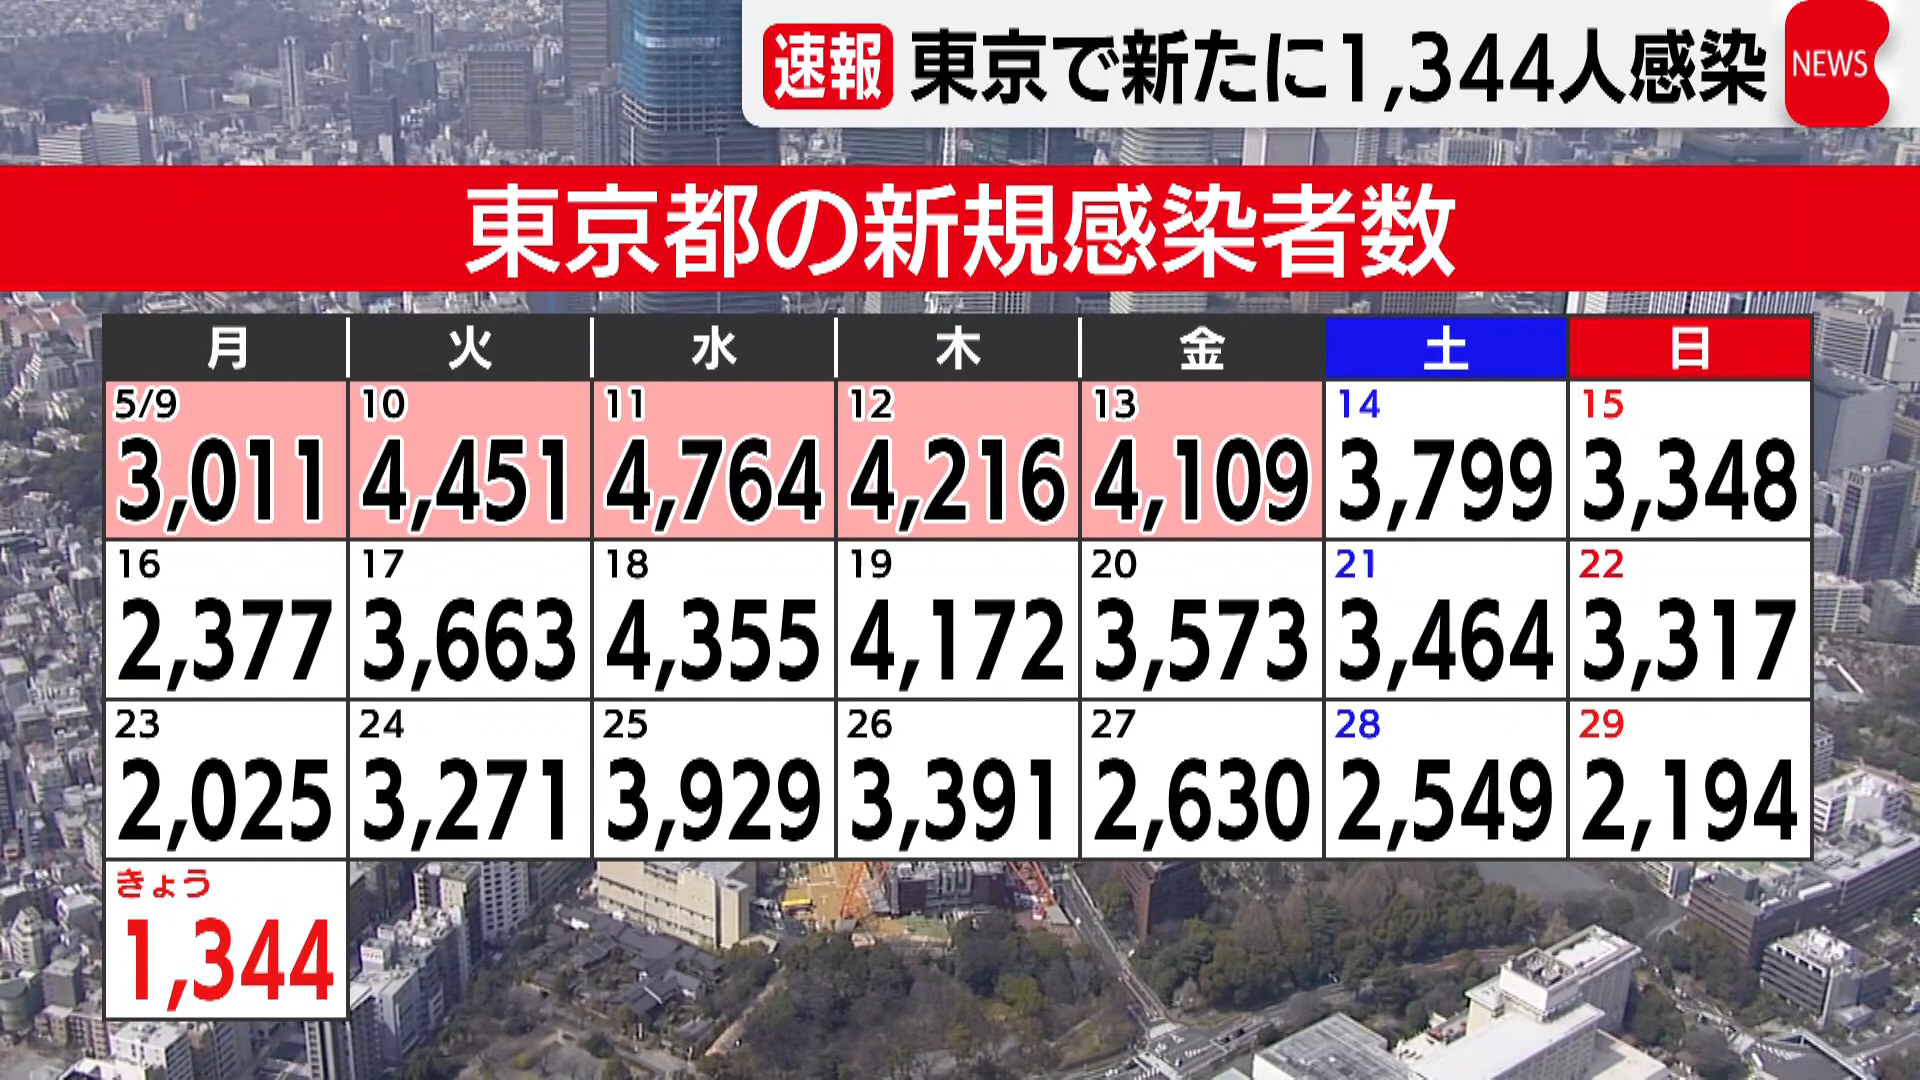 速報 東京で新たに1,344人感染 NEWS
東京都の新規感染者数
月 火 水 木 金 土 日
5/9 10 11 12 13 14 15
3,011 4,451 4,764 4,216 4,109 3,799 3,348
16 17 18 19 20 21 22
2,377 3,663 4,355 4,172 3,573 3,464 3,317
23 24 25 26 27 28 29
2,025 3,271 3,929 3,391 2,630 2,549 2,194
きょう
1,344